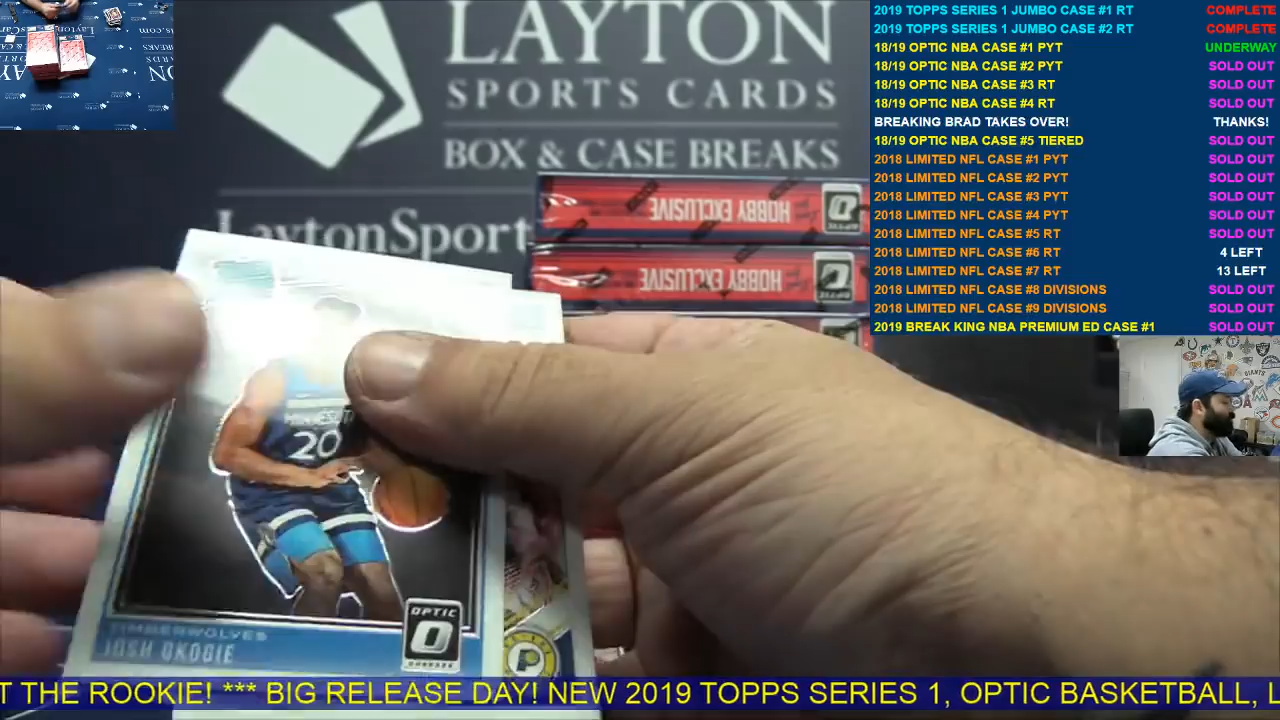 LAYTON
SPORTS CARDS
BOX & CASE BREAKS
LaytonSport
HOBBY EXCLUSIVE
HOBBY EXCLUSIVE
2019 TOPPS SERIES 1 JUMBO CASE #1 RT COMPLETE
2019 TOPPS SERIES 1 JUMBO CASE #2 RT COMPLETE
18/19 OPTIC NBA CASE #1 PYT UNDERWAY
18/19 OPTIC NBA CASE #2 PYT SOLD OUT
18/19 OPTIC NBA CASE #3 RT SOLD OUT
18/19 OPTIC NBA CASE #4 RT SOLD OUT
BREAKING BRAD TAKES OVER! THANKS!
18/19 OPTIC NBA CASE #5 TIERED SOLD OUT
2018 LIMITED NFL CASE #1 PYT SOLD OUT
2018 LIMITED NFL CASE #2 PYT SOLD OUT
2018 LIMITED NFL CASE #3 PYT SOLD OUT
2018 LIMITED NFL CASE #4 PYT SOLD OUT
2018 LIMITED NFL CASE #5 RT SOLD OUT
2018 LIMITED NFL CASE #6 RT 4 LEFT
2018 LIMITED NFL CASE #7 RT 13 LEFT
2018 LIMITED NFL CASE #8 DIVISIONS SOLD OUT
2018 LIMITED NFL CASE #9 DIVISIONS SOLD OUT
2019 BREAK KING NBA PREMIUM ED CASE #1 SOLD OUT
20
OPTIC
TIMBERWOLVES
JOSH OKOGIE
T THE ROOKIE! *** BIG RELEASE DAY! NEW 2019 TOPPS SERIES 1, OPTIC BASKETBALL, L